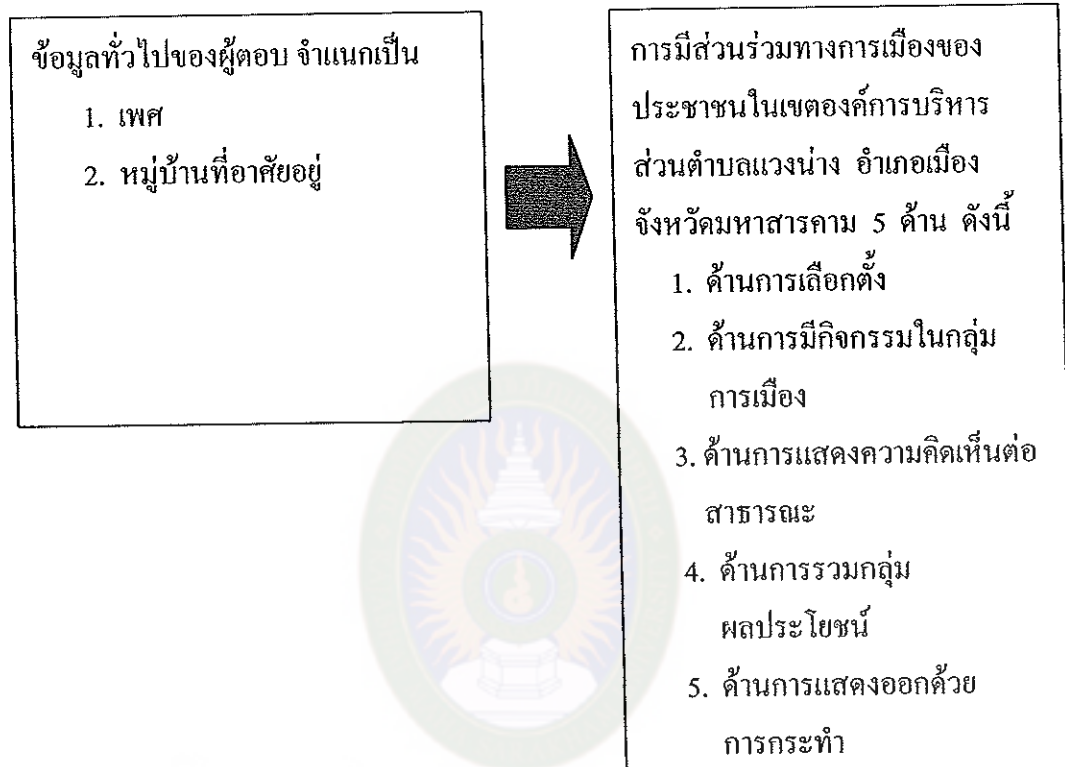 ข้อมูลทั่วไปของผู้ตอบ จำแนกเป็น
1. เพศ
2. หมู่บ้านที่อาศัยอยู่
การมีส่วนร่วมทางการเมืองของ
ประชาชนในเขตองค์การบริหาร
ส่วนตำบลแวงน่าง อำเภอเมือง
จังหวัดมหาสารคาม 5 ด้าน ดังนี้
1. ด้านการเลือกตั้ง
2. ด้านการมีกิจกรรมในกลุ่ม
การเมือง
3. ด้านการแสดงความคิดเห็นต่อ
สาธารณะ
4. ด้านการรวมกลุ่ม
ผลประโยชน์
5. ด้านการแสดงออกด้วย
การกระทำ